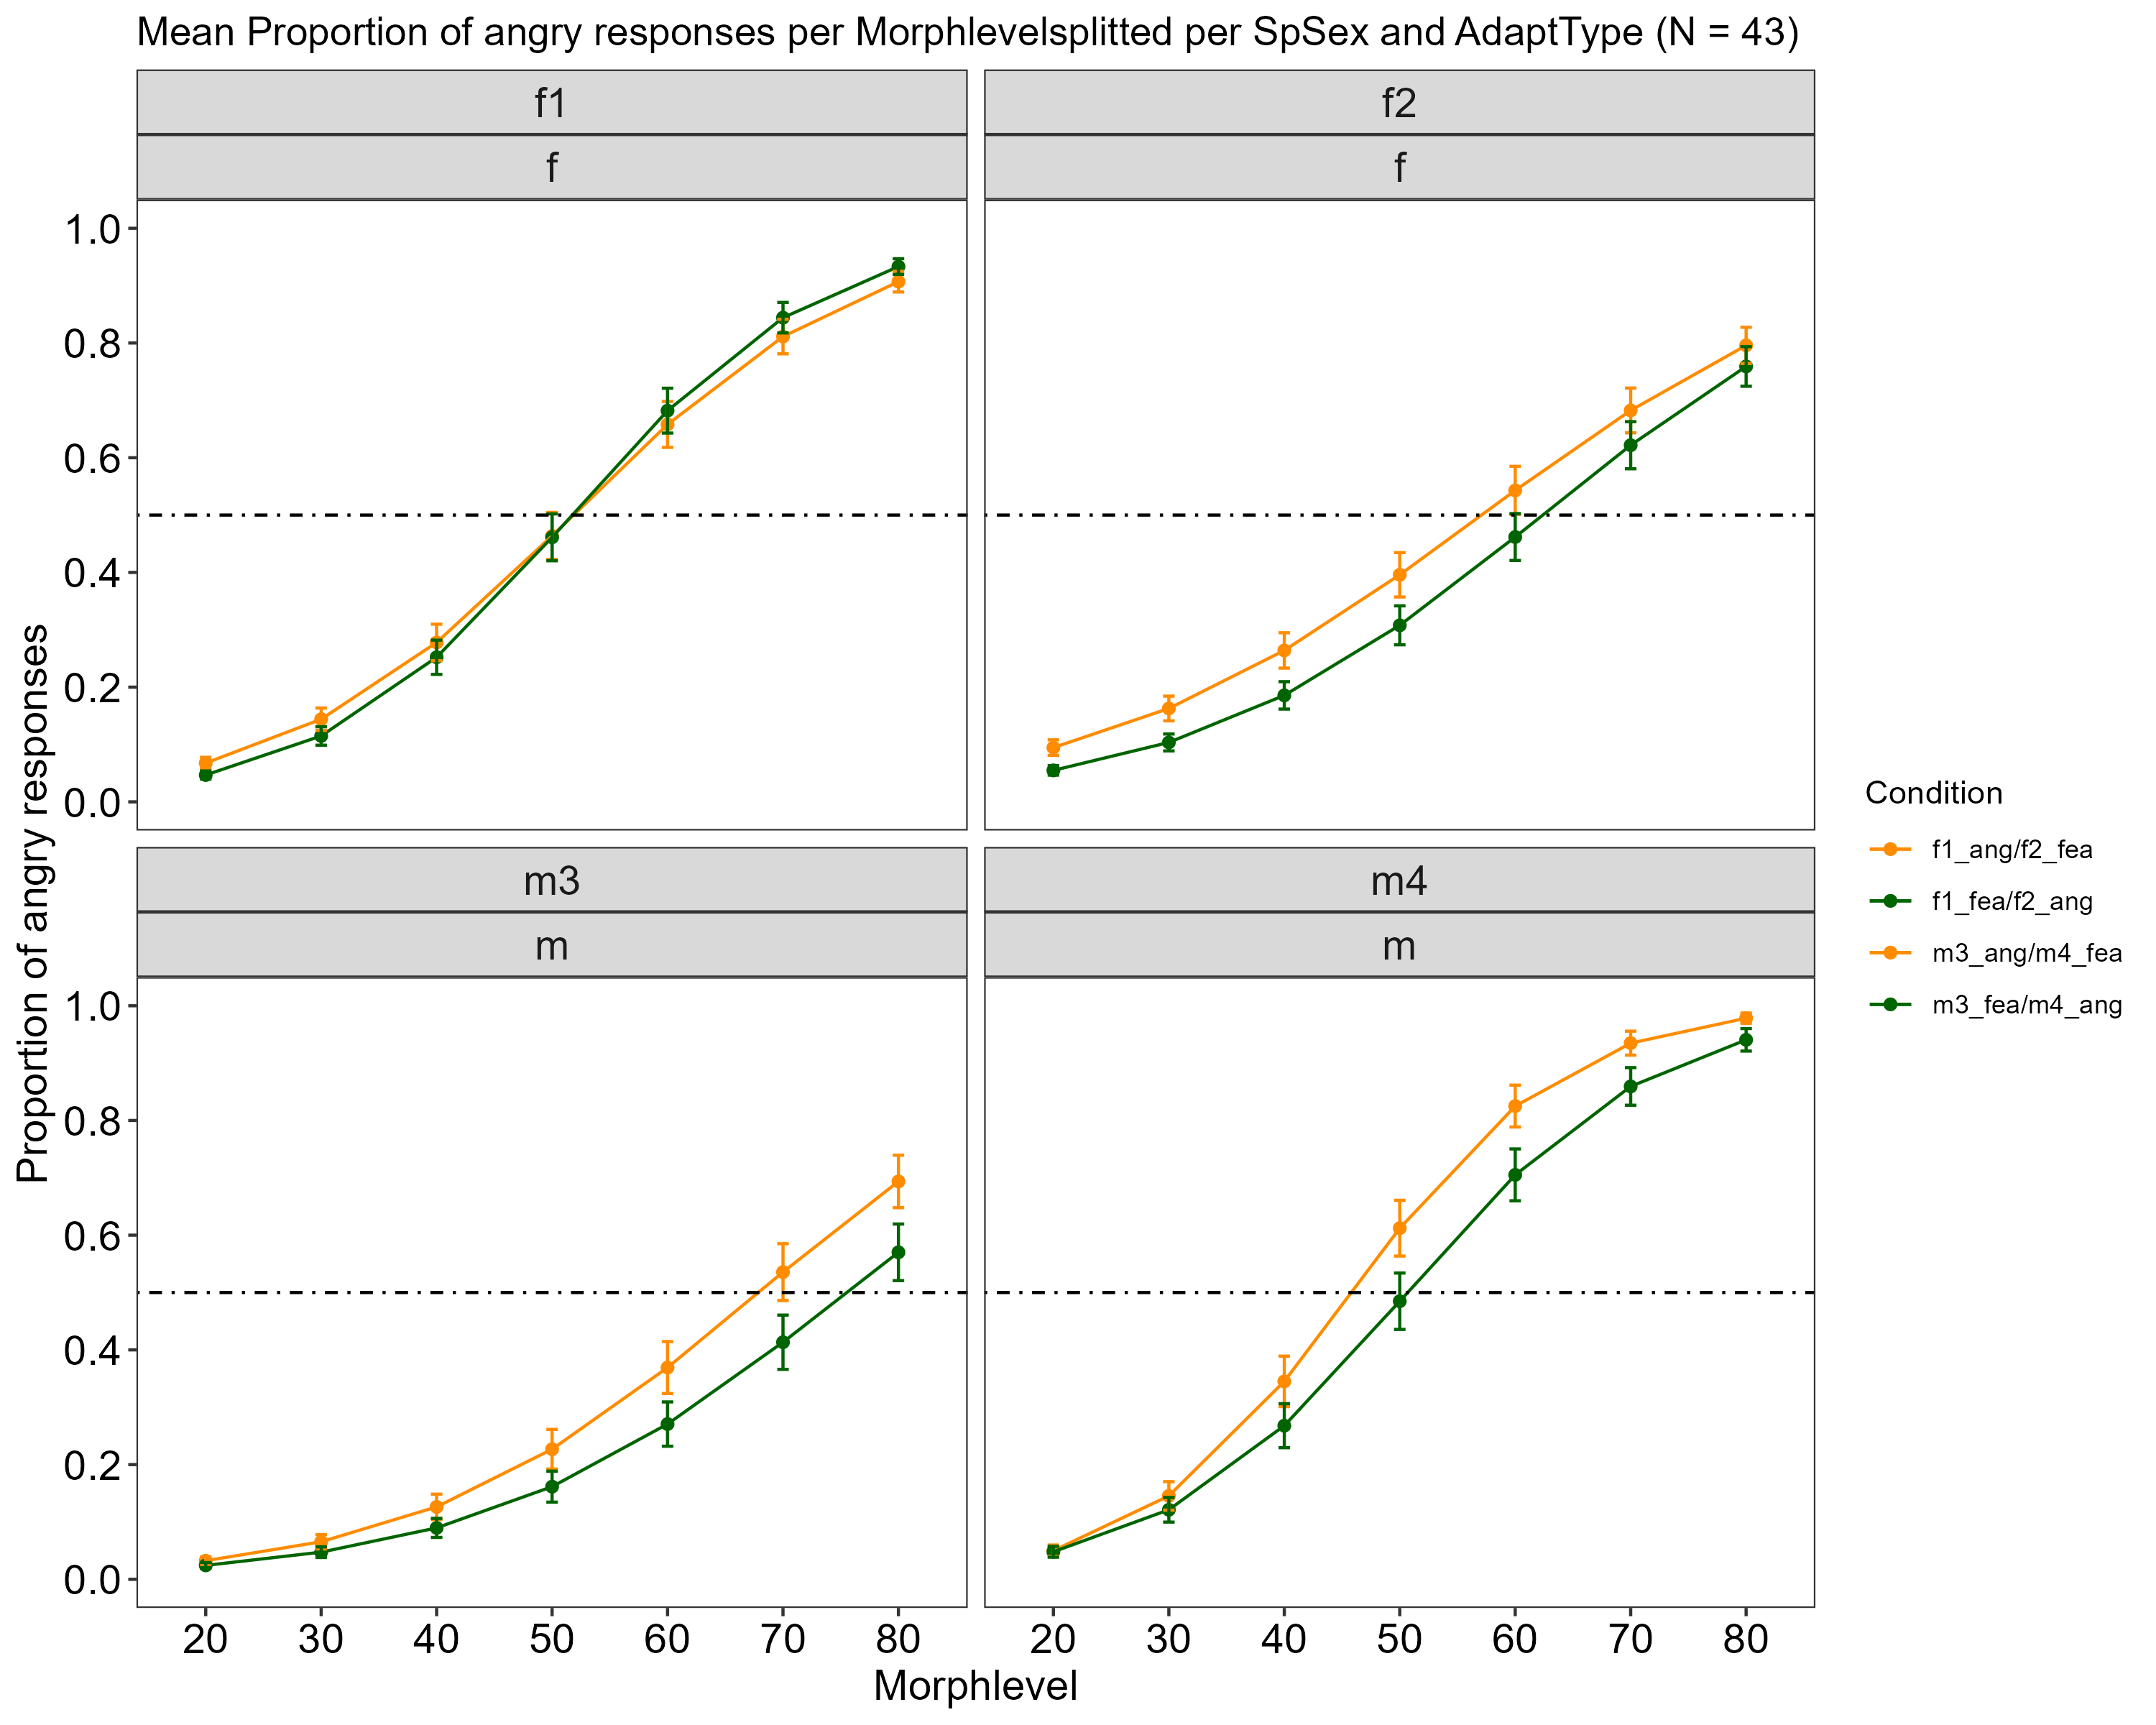 Mean Proportion of angry responses per Morphlevelsplitted per SpSex and AdaptType (N = 43)
f1
f
f2
f
1.0
0.8
0.6
0.4
0.2
0.0
m3
m
m4
m
1.0
0.8
0.6
0.4
0.2
0.0
20 30 40 50 60 70 80
20 30 40 50 60 70 80
Morphlevel
Proportion of angry responses
Condition
f1_ang/f2_fea
f1_fea/f2_ang
m3_ang/m4_fea
m3_fea/m4_ang